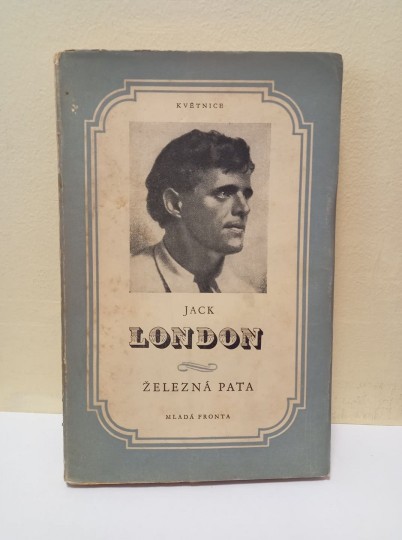 KVĚTNICE
JACK
LONDON
ŽELEZNÁ PATA
MLADÁ FRONTA